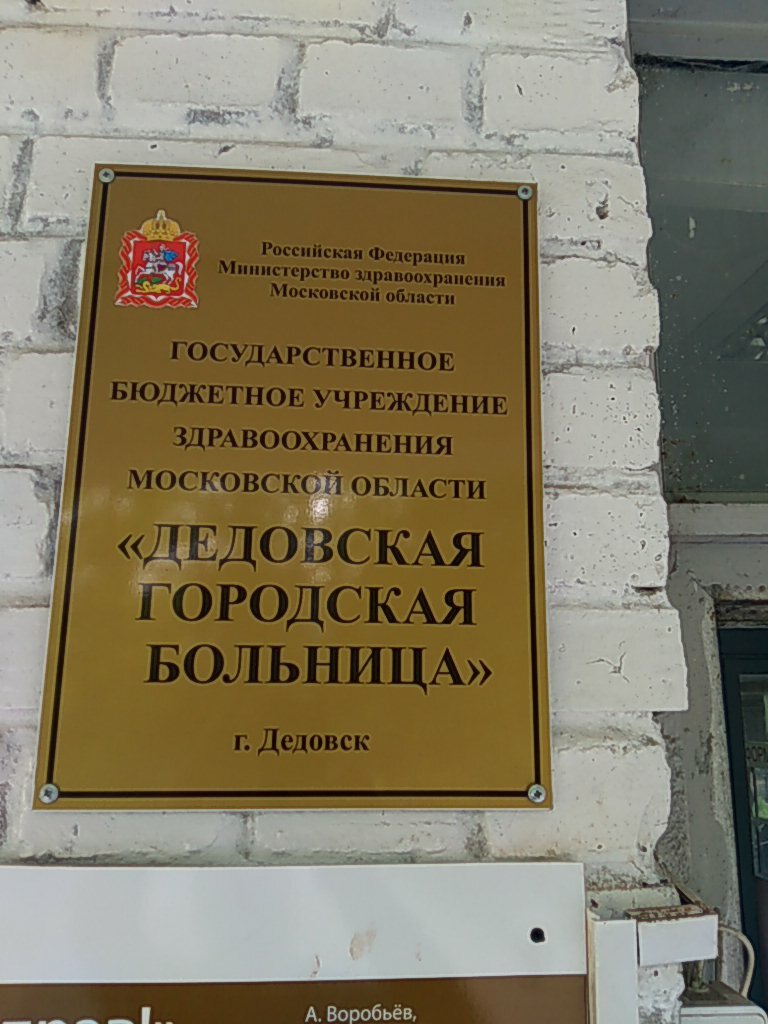 Российская Федерация
Министерство здравоохранения
Московской области
ГОСУДАРСТВЕННОЕ
БЮДЖЕТНОЕ УЧРЕЖДЕНИЕ
ЗДРАВООХРАНЕНИЯ
МОСКОВСКОЙ ОБЛАСТИ
«ДЕДОВСКАЯ
ГОРОДСКАЯ
БОЛЬНИЦА»
г. Дедовск
А. Воробьёв,